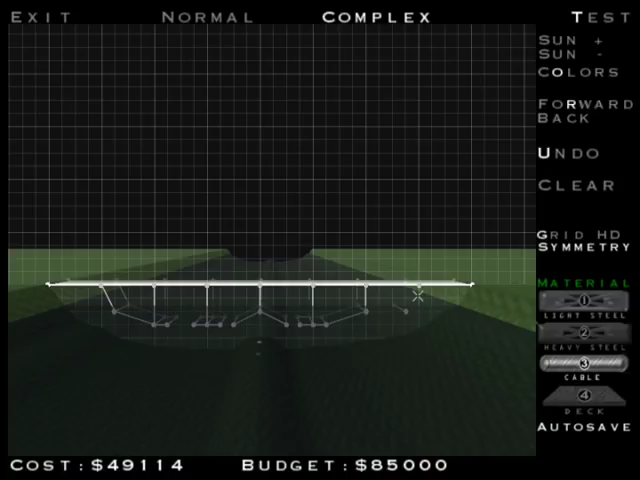 EXIT NORMAL COMPLEX TEST
SUN +
SUN -
COLORS
FORWARD
BACK
UNDO
CLEAR
GRID HD
SYMMETRY
MATERIAL
1
LIGHT STEEL
2
HEAVY STEEL
3
CABLE
4
DECK
AUTOSAVE
COST:$49114 BUDGET:$85000